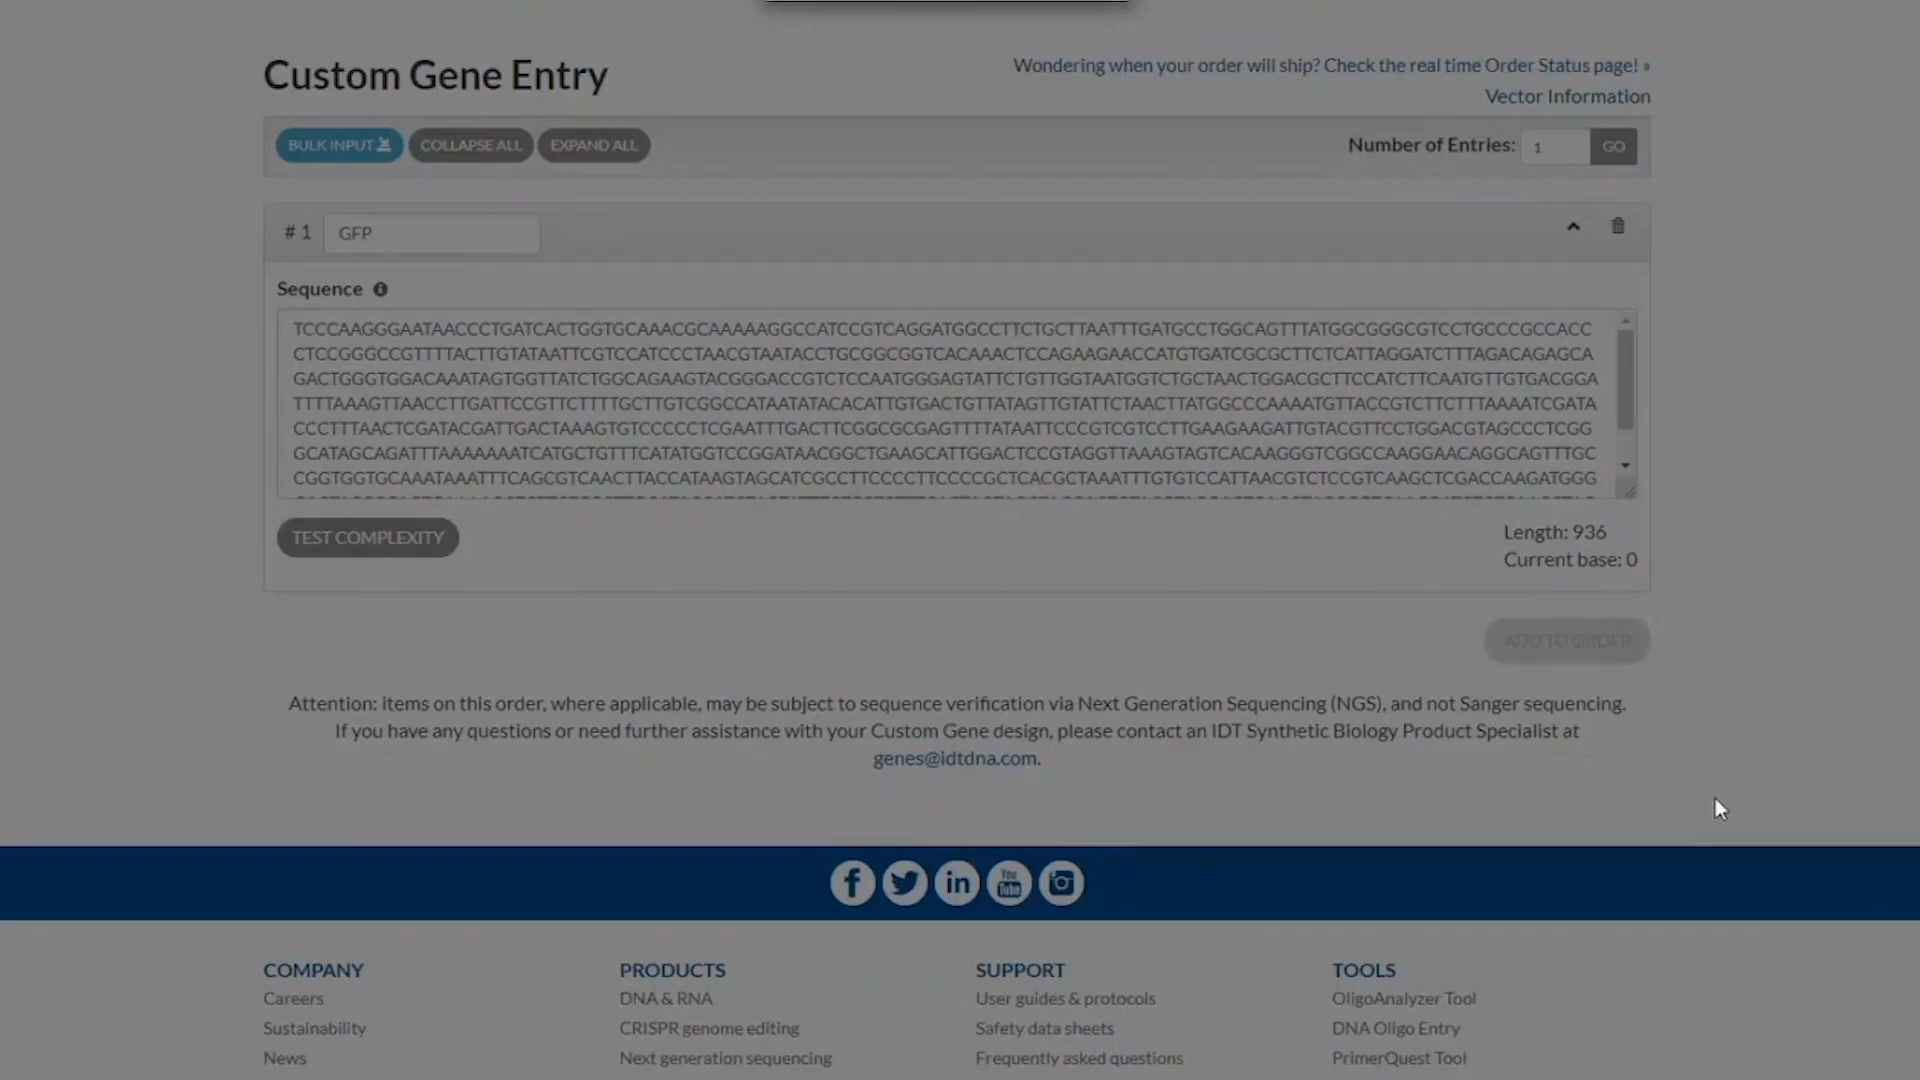 Custom Gene Entry
Wondering when your order will ship? Check the real time Order Status page! »
Vector Information
BULK INPUT COLLAPSE ALL EXPAND ALL
Number of Entries: 1 GO
# 1 GFP
Sequence
TCCCAAGGGAATAACCCTGATCACTGGTGCAAACGCAAAAAGGCCATCCGTCAGGATGGCCTTCTGCTTAATTTGATGCCTGGCAGTTTATGGCGGGCGTCCTGCCCGCCACC
CTCCGGGCCGTTTTACTTGTATAATTCGTCCATCCCTAACGTAATACCTGCGGCGGTCACAAACTCCAGAAGAACCATGTGATCGCGCTTCTCATTAGGATCTTTAGACAGAGCA
GACTGGGTGGACAAATAGTGGTTATCTGGCAGAAGTACGGGACCGTCTCCAATGGGAGTATTCTGTTGGTAATGGTCTGCTAACTGGACGCTTCCATCTTCAATGTTGTGACGGA
TTTTAAAGTTAACCTTGATTCCGTTCTTTTGCTTGTCGGCCATAATATACACATTGTGACTGTTATAGTTGTATTCTAACTTATGGCCCAAAATGTTACCGTCTTCTTTAAAATCGATA
CCCTTTAACTCGATACGATTGACTAAAGTGTCCCCCTCGAATTTGACTTCGGCGCGAGTTTTATAATTCCCGTCGTCCTTGAAGAAGATTGTACGTTCCTGGACGTAGCCCTCGG
GCATAGCAGATTTAAAAAAATCATGCTGTTTCATATGGTCCGGATAACGGCTGAAGCATTGGACTCCGTAGGTTAAAGTAGTCACAAGGGTCGGCCAAGGAACAGGCAGTTTGC
CGGTGGTGCAAATAAATTTCAGCGTCAACTTACCATAAGTAGCATCGCCTTCCCCTTCCCCGCTCACGCTAAATTTGTGTCCATTAACGTCTCCGTCAAGCTCGACCAAGATGGG
TEST COMPLEXITY
Length: 936
Current base: 0
ADD TO ORDER
Attention: items on this order, where applicable, may be subject to sequence verification via Next Generation Sequencing (NGS), and not Sanger sequencing.
If you have any questions or need further assistance with your Custom Gene design, please contact an IDT Synthetic Biology Product Specialist at
genes@idtdna.com.
You Tube
COMPANY PRODUCTS SUPPORT TOOLS
Careers DNA & RNA User guides & protocols OligoAnalyzer Tool
Sustainability CRISPR genome editing Safety data sheets DNA Oligo Entry
News Next generation sequencing Frequently asked questions PrimerQuest Tool